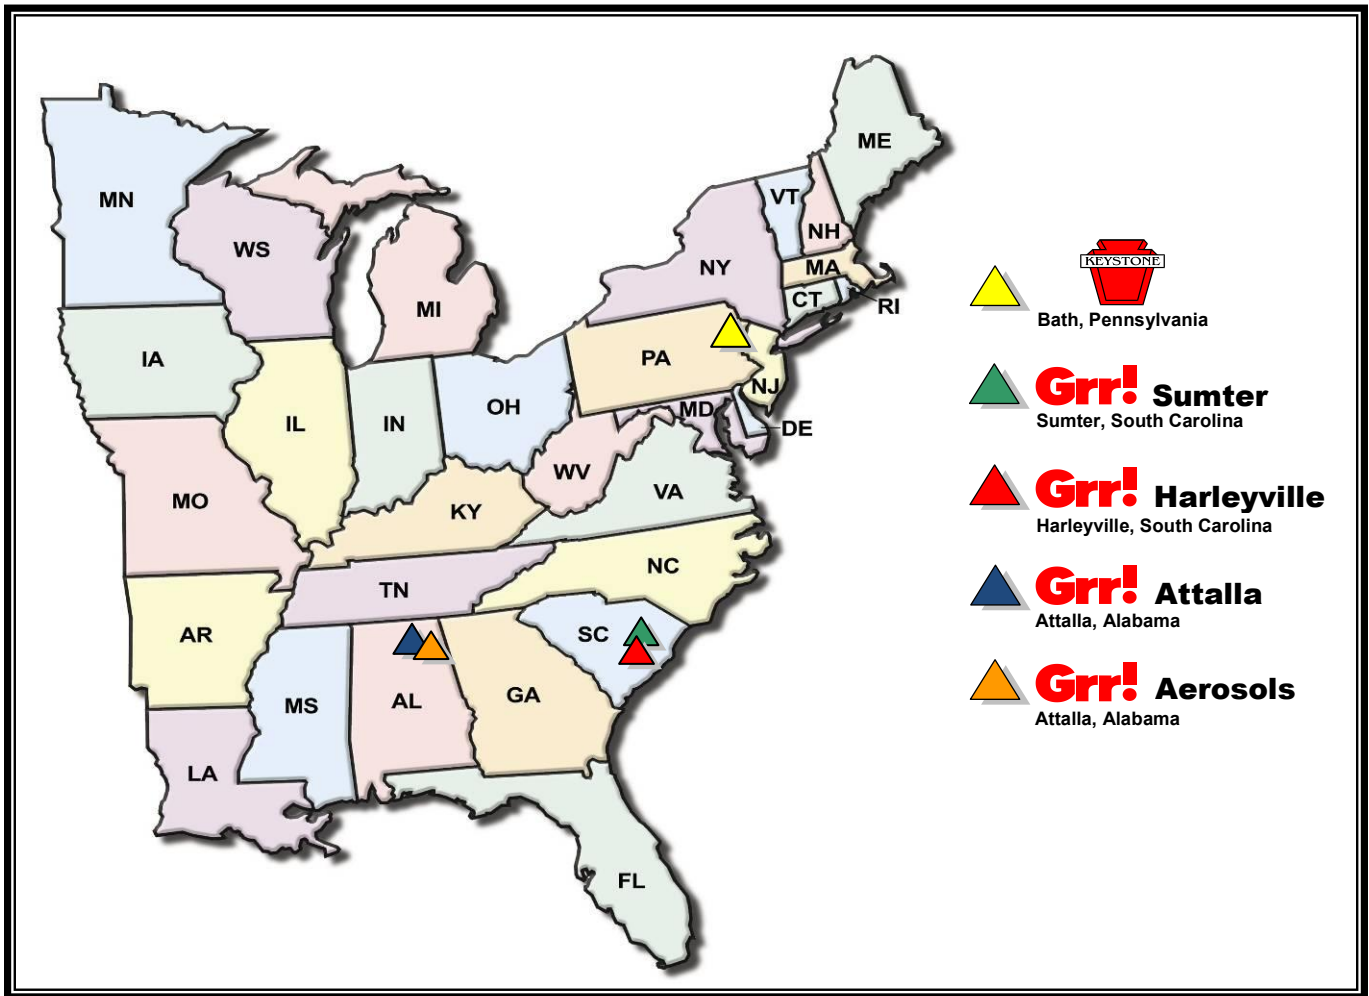 ME
MN
VT
NH
WS
NY
MA
CT
RI
MI
IA
PA
NJ
OH
MD
DE
IL
IN
WV
VA
MO
KY
NC
TN
AR
SC
MS
AL
GA
LA
FL
KEYSTONE
Bath, Pennsylvania
Grr! Sumter
Sumter, South Carolina
Grr! Harleyville
Harleyville, South Carolina
Grr! Attalla
Attalla, Alabama
Grr! Aerosols
Attalla, Alabama